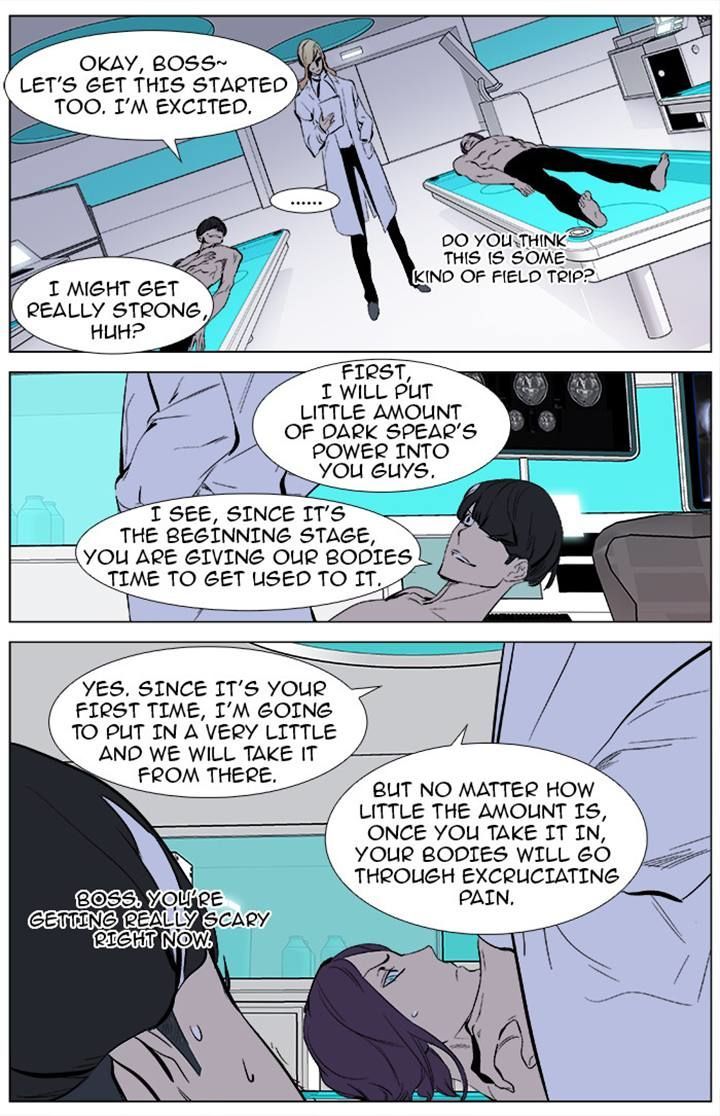 OKAY, BOSS~
LET'S GET THIS STARTED
TOO. I'M EXCITED.
......
DO YOU THINK
THIS IS SOME
KIND OF FIELD TRIP?
I MIGHT GET
REALLY STRONG,
HUH?
FIRST,
I WILL PUT
LITTLE AMOUNT
OF DARK SPEAR'S
POWER INTO
YOU GUYS.
I SEE, SINCE IT'S
THE BEGINNING STAGE,
YOU ARE GIVING OUR BODIES
TIME TO GET USED TO IT.
YES. SINCE IT'S YOUR
FIRST TIME, I'M GOING
TO PUT IN A VERY LITTLE
AND WE WILL TAKE IT
FROM THERE.
BUT NO MATTER HOW
LITTLE THE AMOUNT IS,
ONCE YOU TAKE IT IN,
YOUR BODIES WILL GO
THROUGH EXCRUCIATING
PAIN.
BOSS. YOU'RE
GETTING REALLY SCARY
RIGHT NOW.